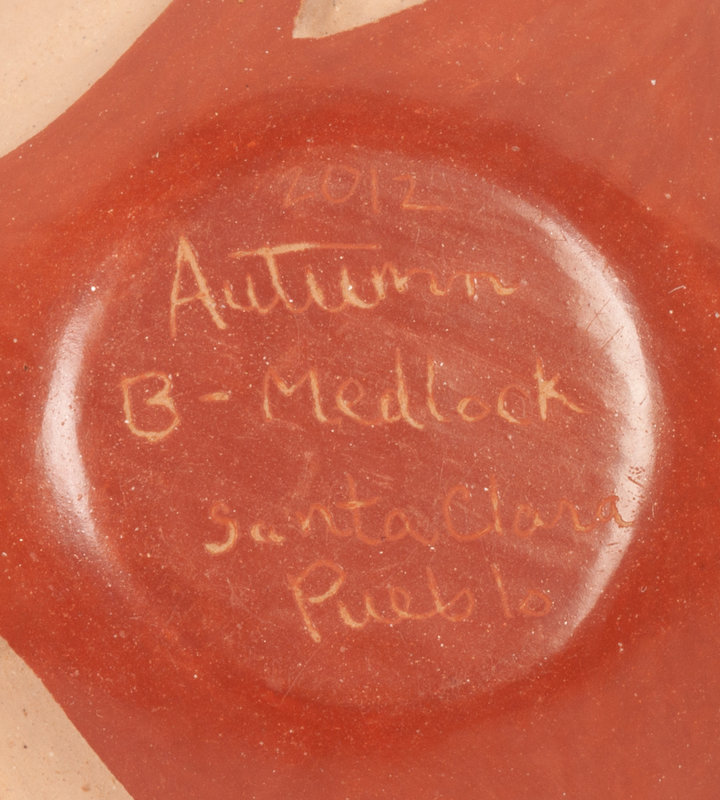 2012
Autumn
B-Medlock
Santa Clara
Pueblo